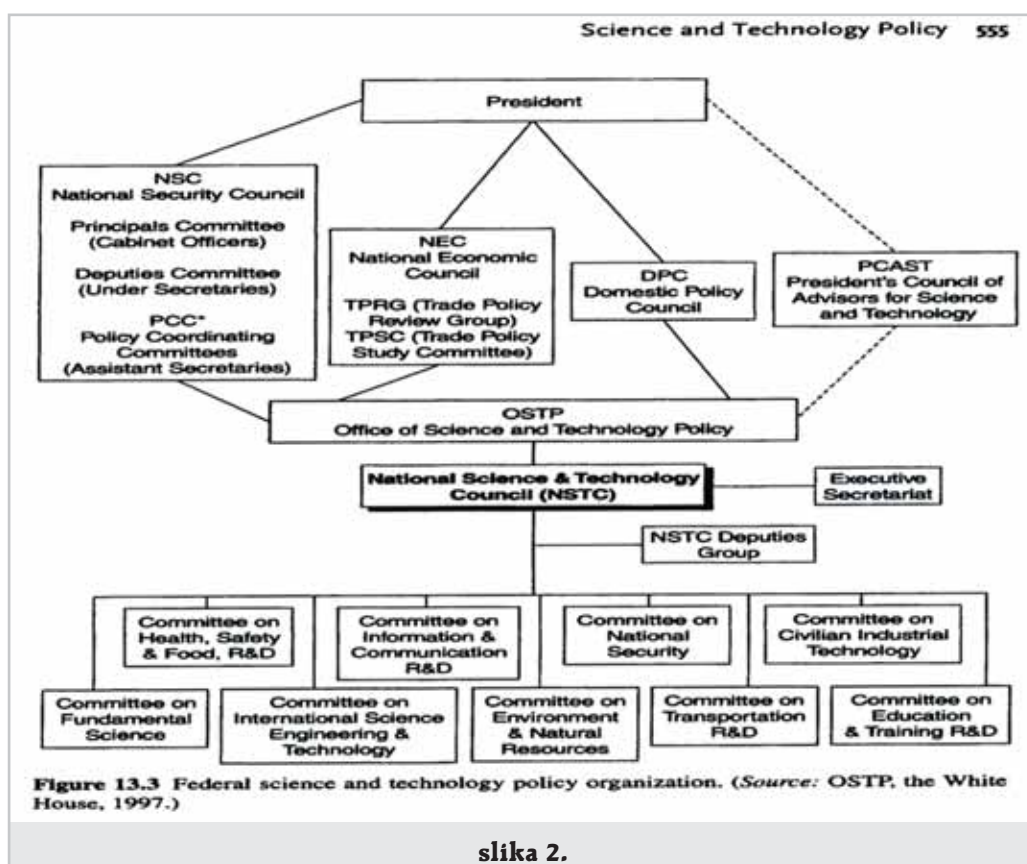 Science and Technology Policy 555
President
NSC
National Security Council
Principals Committee
(Cabinet Officers)
Deputies Committee
(Under Secretaries)
PCC*
Policy Coordinating
Committees
(Assistant Secretaries)
NEC
National Economic
Council
TPRG (Trade Policy
Review Group)
TPSC (Trade Policy
Study Committee)
DPC
Domestic Policy
Council
PCAST
President's Council of
Advisors for Science
and Technology
OSTP
Office of Science and Technology Policy
National Science & Technology
Council (NSTC)
Executive
Secretariat
NSTC Deputies
Group
Committee on
Health, Safety
& Food, R&D
Committee on
Information &
Communication
R&D
Committee on
National
Security
Committee on
Civilian Industrial
Technology
Committee on
Fundamental
Science
Committee on
International Science
Engineering &
Technology
Committee on
Environment
& Natural
Resources
Committee on
Transportation
R&D
Committee on
Education
& Training R&D
Figure 13.3 Federal science and technology policy organization. (Source: OSTP, the White
House, 1997.)
slika 2.